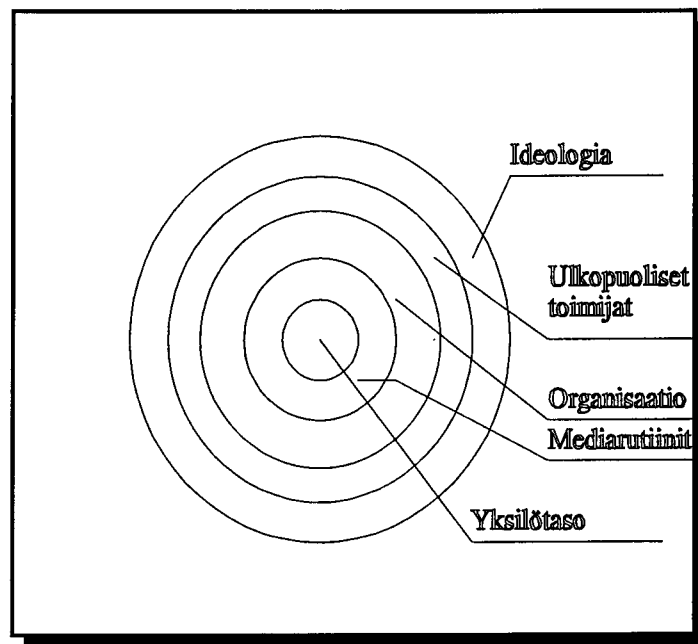 Ideologia
Ulkopuoliset
toimijat
Organisaatio
Mediarutiinit
Yksilötaso